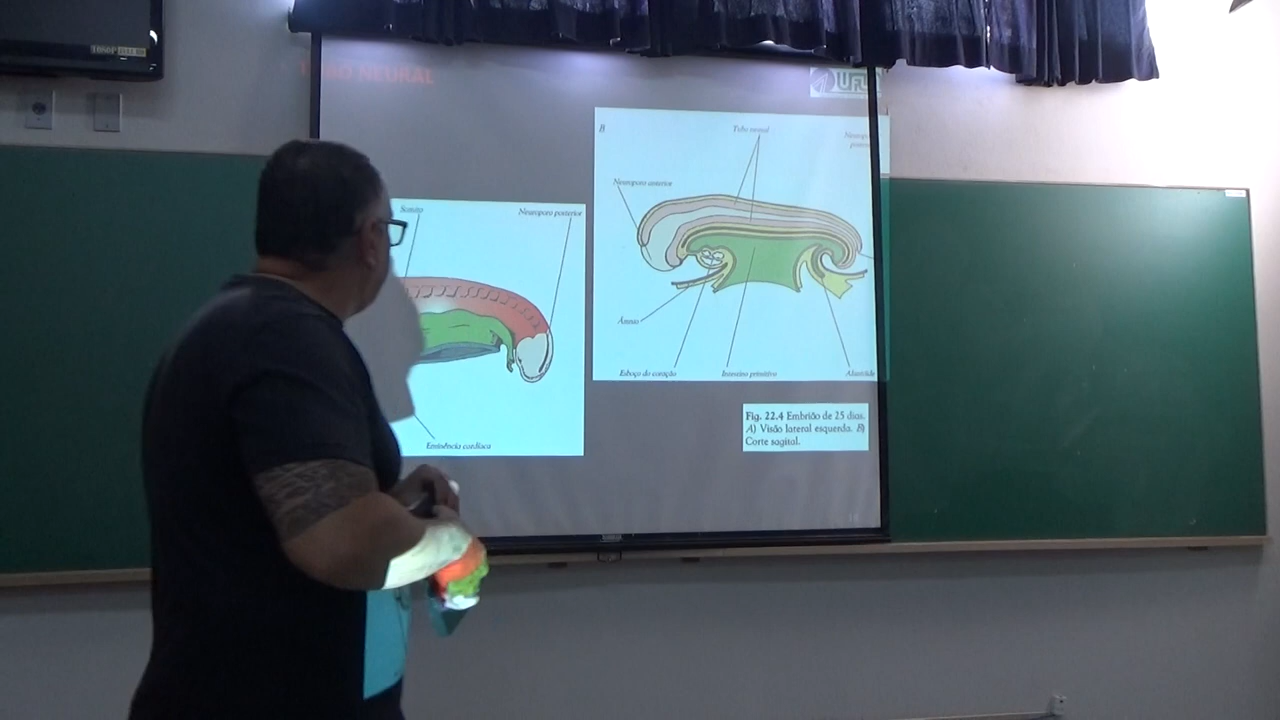 1080P
NEURAL
UFU
B
Tubo neural
Neuroporo anterior
Somito
Neuroporo posterior
Âmnio
Esboço do coração
Intestino primitivo
Alantóide
Eminência cardíaca
Fig. 22.4 Embrião de 25 dias.
A) Visão lateral esquerda. B)
Corte sagital.